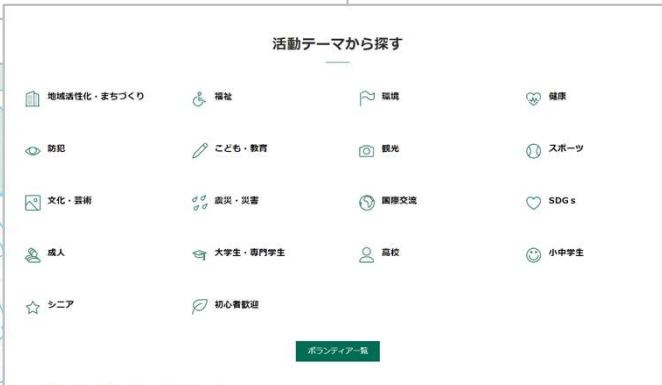 活動テーマから探す
地域活性化・まちづくり
福祉
環境
健康
防犯
こども・教育
観光
スポーツ
文化・芸術
震災・災害
国際交流
SDGｓ
成人
大学生・専門学生
高校
小中学生
シニア
初心者歓迎
ボランティア一覧